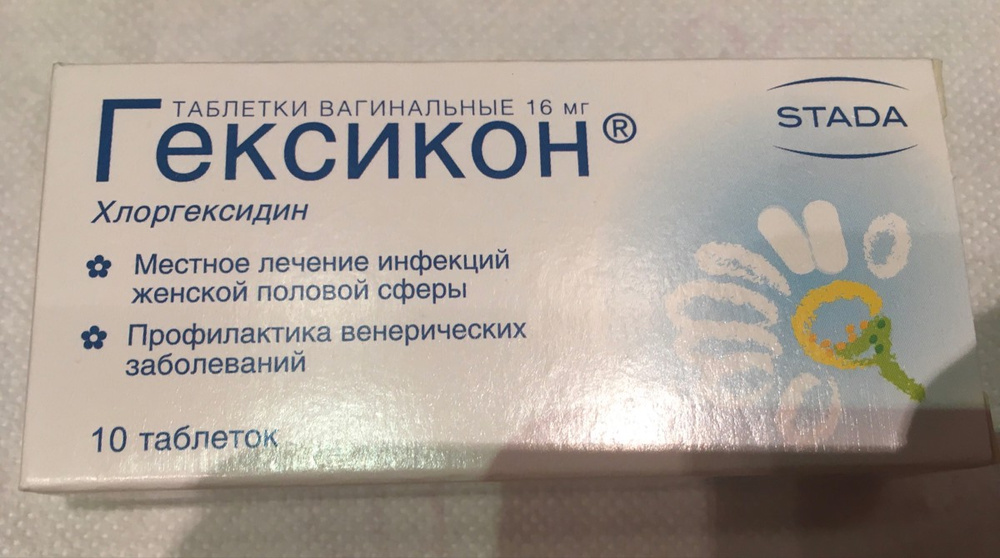 ТАБЛЕТКИ ВАГИНАЛЬНЫЕ 16 мг
Гексикон®
STADA
Хлоргексидин
Местное лечение инфекций
женской половой сферы
Профилактика венерических
заболеваний
10 таблеток